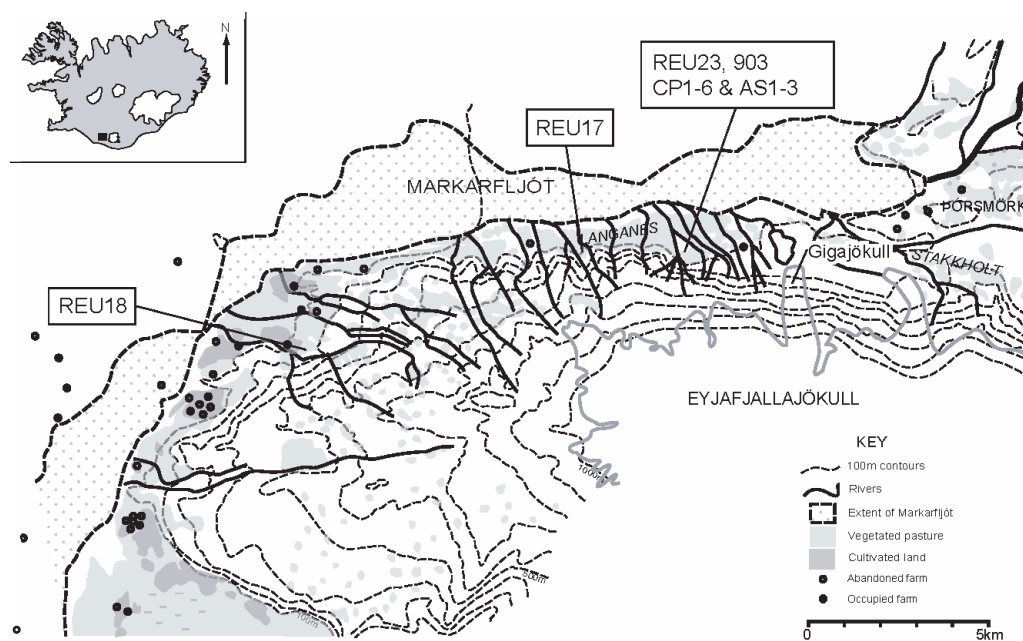 N
REU23, 903
CP1-6 & AS1-3
REU17
MARKARFLJÓT
ÞORSMÖRK
LANGANES
Gigajökull
STAKKHOLT
REU18
EYJAFJALLAJÖKULL
1000m
500m
100m
KEY
100m contours
Rivers
Extent of Markarfljót
Vegetated pasture
Cultivated land
Abandoned farm
Occupied farm
0 5km